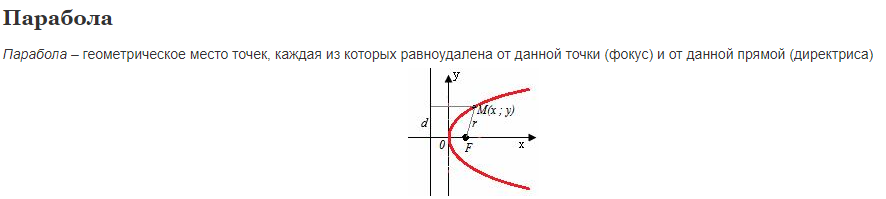 Парабола
Парабола – геометрическое место точек, каждая из которых равноудалена от данной точки (фокус) и от данной прямой (директриса)
y
M(x ; y)
d
r
0
F
x